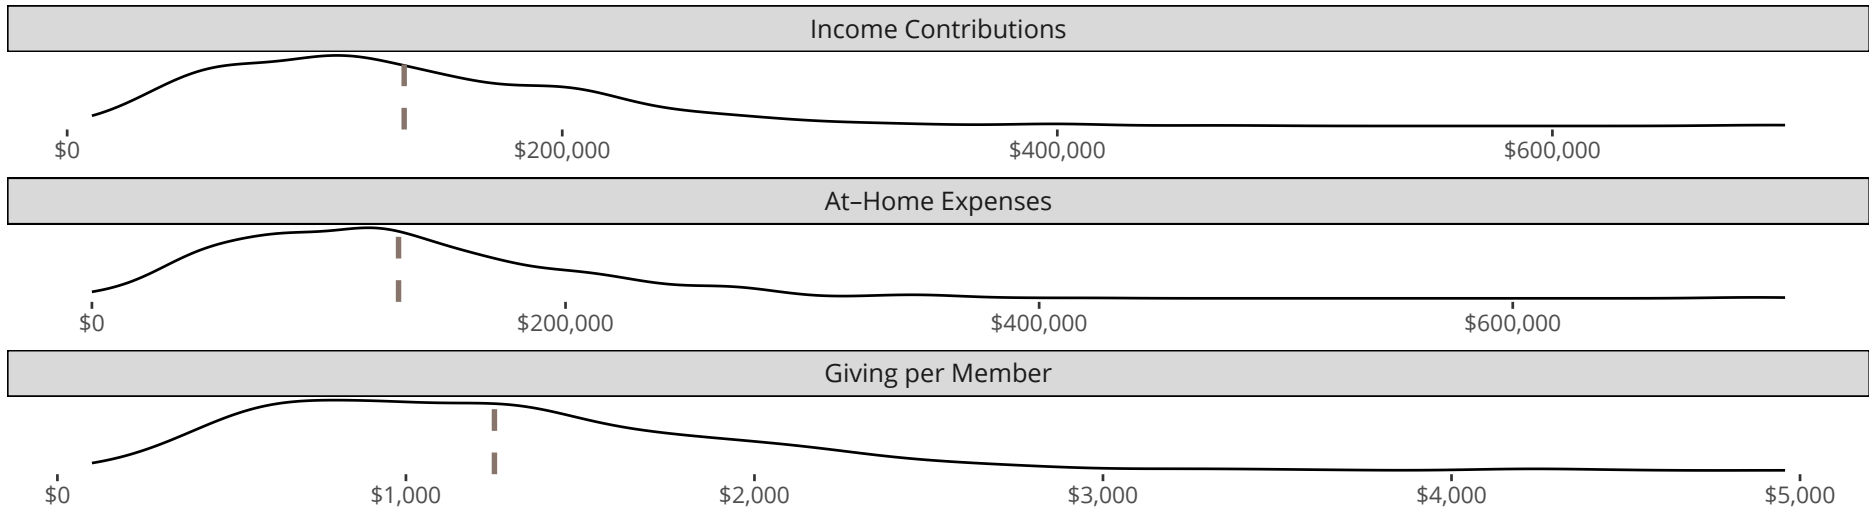 Income Contributions
$0 $200,000 $400,000 $600,000
At–Home Expenses
$0 $200,000 $400,000 $600,000
Giving per Member
$0 $1,000 $2,000 $3,000 $4,000 $5,000